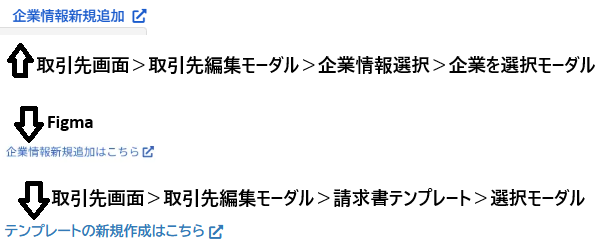 企業情報新規追加
取引先画面＞取引先編集モーダル＞企業情報選択＞企業を選択モーダル
Figma
企業情報新規追加はこちら
取引先画面＞取引先編集モーダル＞請求書テンプレート＞選択モーダル
テンプレートの新規作成はこちら